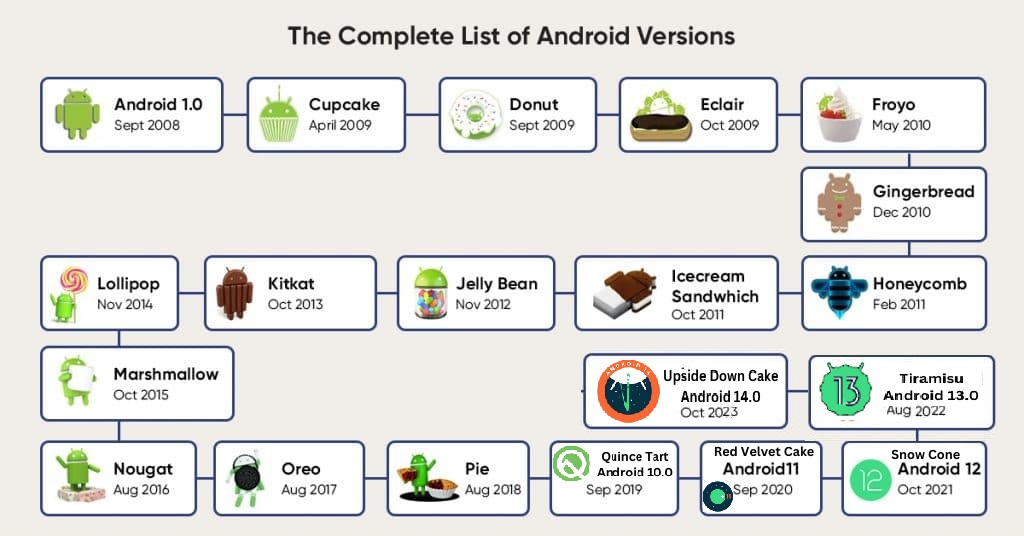 The Complete List of Android Versions
Android 1.0
Sept 2008
Cupcake
April 2009
Donut
Sept 2009
Eclair
Oct 2009
Froyo
May 2010
Gingerbread
Dec 2010
Honeycomb
Feb 2011
Icecream
Sandwhich
Oct 2011
Jelly Bean
Nov 2012
Kitkat
Oct 2013
Lollipop
Nov 2014
Marshmallow
Oct 2015
Nougat
Aug 2016
Oreo
Aug 2017
Pie
Aug 2018
Quince Tart
Android 10.0
Sep 2019
Red Velvet Cake
Android11
Sep 2020
Snow Cone
12
Android 12
Oct 2021
13
Tiramisu
Android 13.0
Aug 2022
ANDROID 14
Upside Down Cake
Android 14.0
Oct 2023